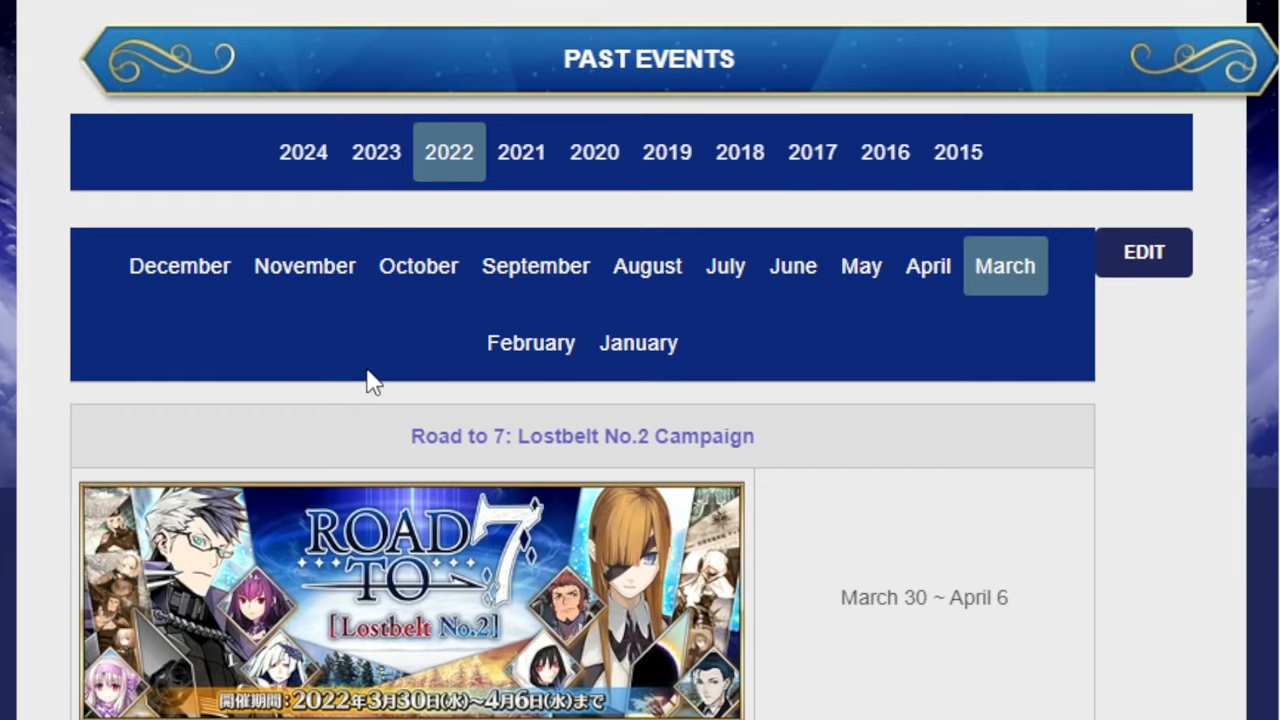 PAST EVENTS
2024 2023 2022 2021 2020 2019 2018 2017 2016 2015
December November October September August July June May April March
EDIT
February January
Road to 7: Lostbelt No.2 Campaign
ROAD TO 7
[Lostbelt No.2]
開催期間:2022年3月30日(水)~4月6日(水)まで
March 30 ~ April 6